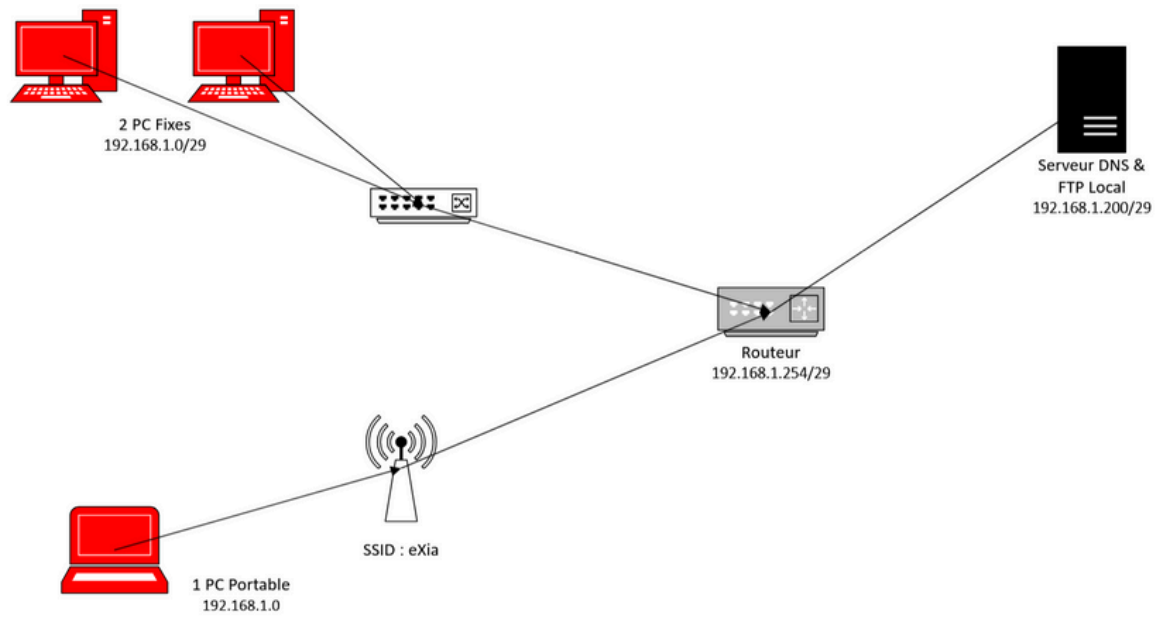 2 PC Fixes
192.168.1.0/29
Serveur DNS &
FTP Local
192.168.1.200/29
Routeur
192.168.1.254/29
SSID : eXia
1 PC Portable
192.168.1.0